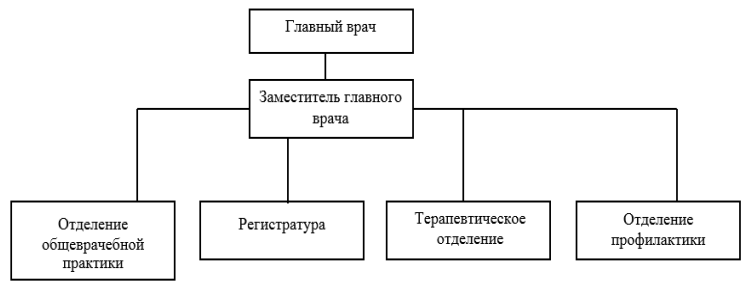 Главный врач
Заместитель главного
врача
Отделение
общеврачебной
практики
Регистратура
Терапевтическое
отделение
Отделение
профилактики